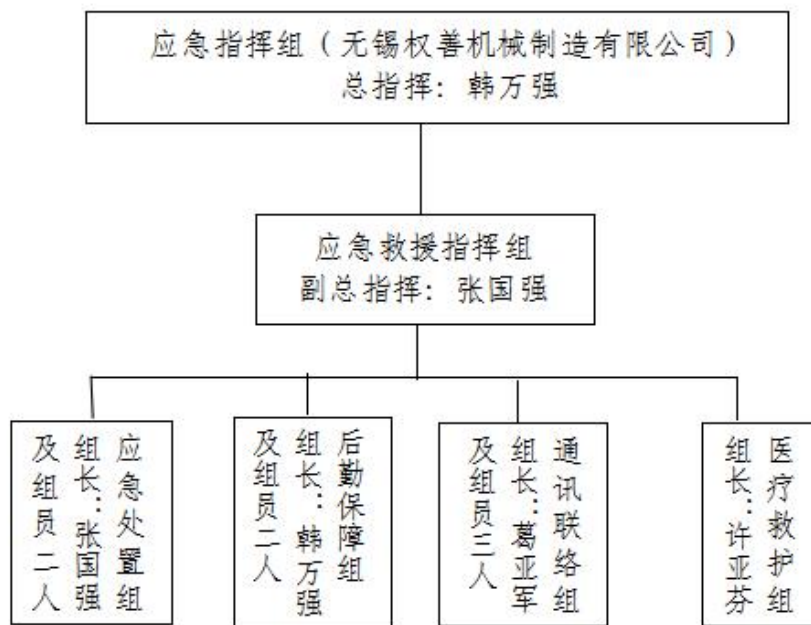 应急指挥组（无锡权善机械制造有限公司）
总指挥：韩万强
应急救援指挥组
副总指挥：张国强
应急处置组
组长：张国强
及组员二人
后勤保障组
组长：韩万强
及组员二人
通讯联络组
组长：葛亚军
及组员三人
医疗救护组
组长：许亚芬